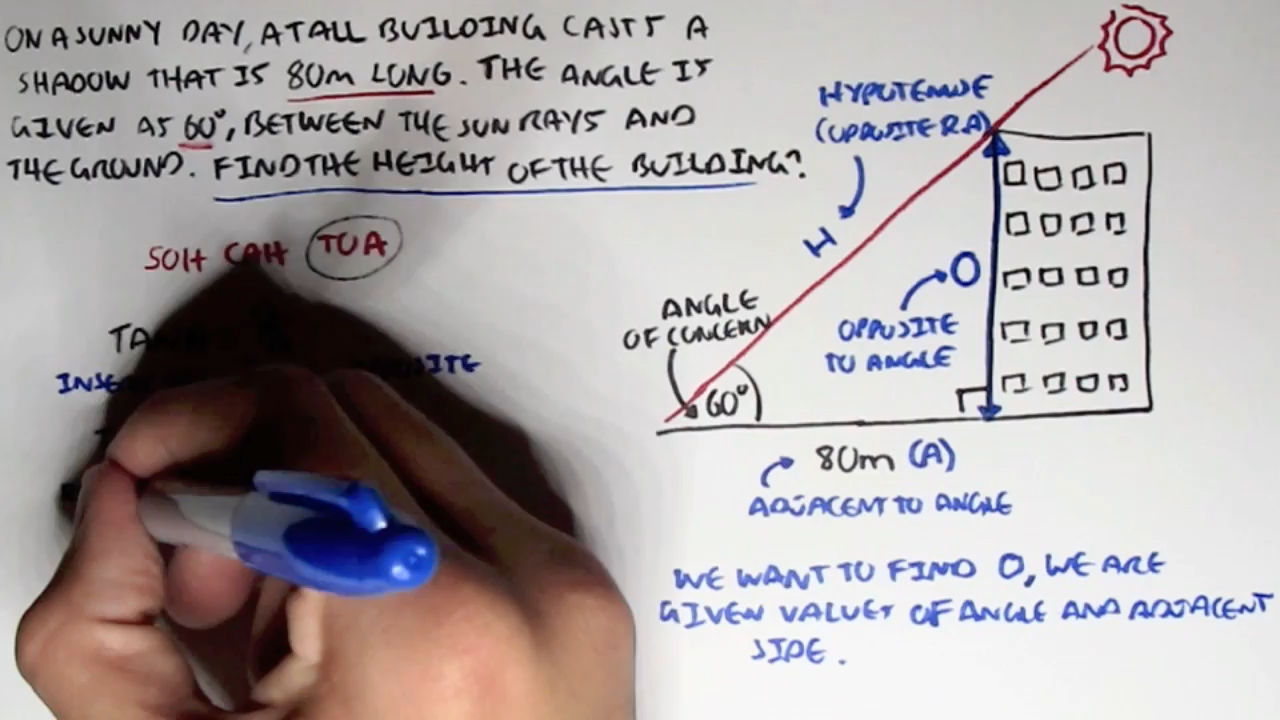 ON A SUNNY DAY, A TALL BUILDING CASTS A
SHADOW THAT IS 80m LONG. THE ANGLE IS
GIVEN AS 60°, BETWEEN THE SUN RAYS AND
THE GROUND. FIND THE HEIGHT OF THE BUILDING?
SOH CAH TOA
HYPOTENUSE
(OPPOSITE RA)
H
O
ANGLE
OF CONCERN
OPPOSITE
TO ANGLE
60°
80m (A)
ADJACENT TO ANGLE
WE WANT TO FIND O, WE ARE
GIVEN VALUES OF ANGLE AND ADJACENT
SIDE.